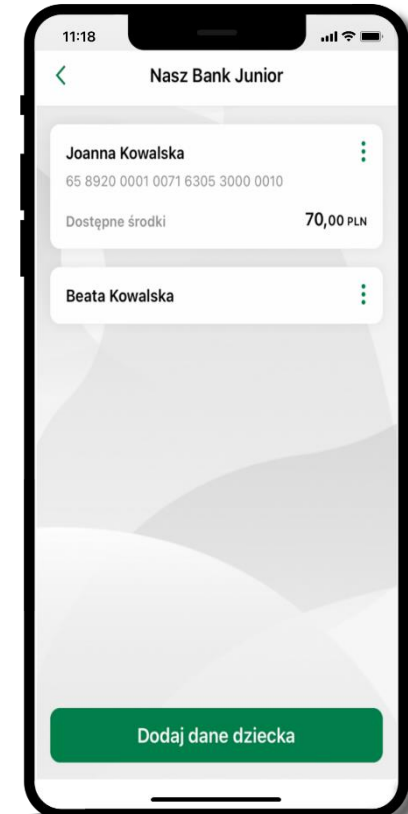 11:18
Nasz Bank Junior
Joanna Kowalska
65 8920 0001 0071 6305 3000 0010
Dostępne środki 70,00 PLN
Beata Kowalska
Dodaj dane dziecka